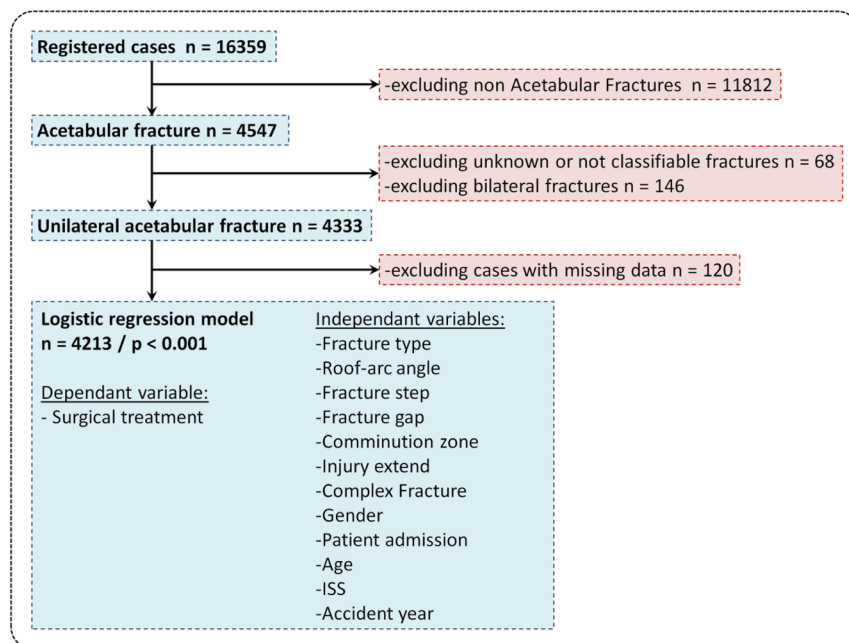 Registered cases  n = 16359
-excluding non Acetabular Fractures  n = 11812
Acetabular fracture n = 4547
-excluding unknown or not classifiable fractures n = 68
-excluding bilateral fractures n = 146
Unilateral acetabular fracture n = 4333
-excluding cases with missing data n = 120
Logistic regression model
n = 4213 / p < 0.001
Dependant variable:
- Surgical treatment
Independant variables:
-Fracture type
-Roof-arc angle
-Fracture step
-Fracture gap
-Comminution zone
-Injury extend
-Complex Fracture
-Gender
-Patient admission
-Age
-ISS
-Accident year